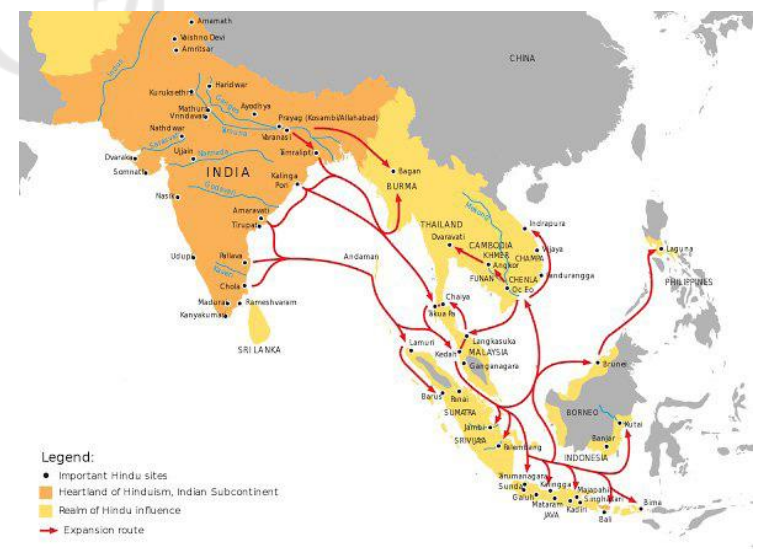 Amarnath
Vaishno Devi
Amritsar
CHINA
Indus
Haridwar
Kuruksethra
Mathura
Vrindavan
Ganges
Ayodhya
Prayag (Kosambi/Allahabad)
Yamuna
Varanasi
Nathdwar
Saraswati
Tamralipti
Dvaraka
Ujjain
Narmada
Somnath
INDIA
Kalinga
Puri
Bagan
BURMA
Nasik
Godavari
Amaravati
Tirupati
Mekong
Indrapura
THAILAND
Dvaravati
CAMBODIA
KHMER
Angkor
Vijaya
CHAMPA
Laguna
Udupi
Pallava
Kaveri
Andaman
FUNAN
CHENLA
Pandurangga
Oc Eo
PHILIPPINES
Chola
Chaiya
Takua Pa
Madurai
Rameshvaram
Kanyakumari
Langkasuka
SRI LANKA
Lamuri
Kedah
MALAYSIA
Gangganagara
Brunei
Barus
Panai
SUMATRA
BORNEO
Kutai
Jambi
SRIVIJAYA
Palembang
Banjar
INDONESIA
Legend:
Important Hindu sites
Heartland of Hinduism, Indian Subcontinent
Realm of Hindu influence
Expansion route
Tarumanagara
Sunda
Kalingga
Majapahit
Galuh
Singhasari
Bima
Mataram
Kadiri
JAVA
Bali